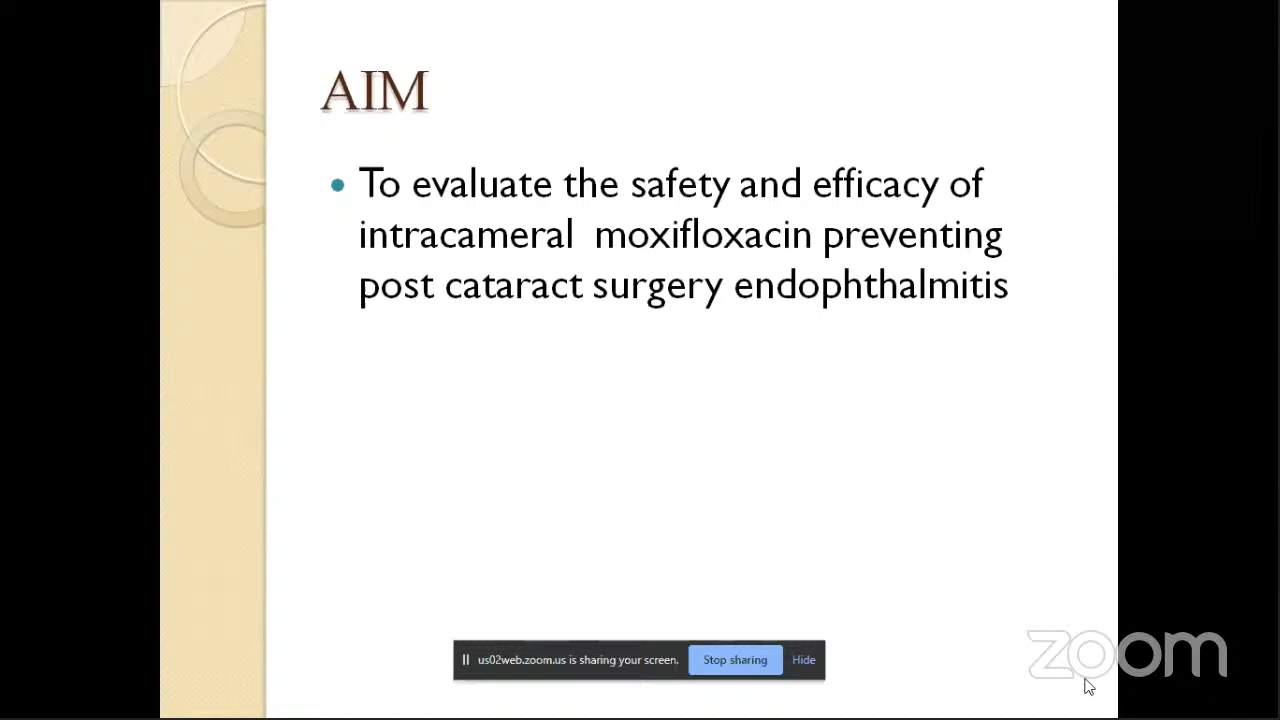 AIM
• To evaluate the safety and efficacy of
intracameral moxifloxacin preventing
post cataract surgery endophthalmitis
us02web.zoom.us is sharing your screen. Stop sharing Hide
zoom